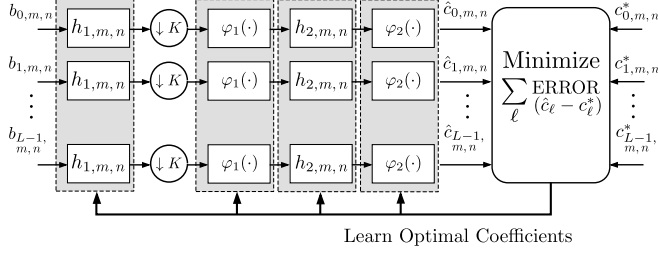 b_{0,m,n} h_{1,m,n} ↓K φ_1(·) h_{2,m,n} φ_2(·) ĉ_{0,m,n} c^*_{0,m,n}
b_{1,m,n} h_{1,m,n} ↓K φ_1(·) h_{2,m,n} φ_2(·) ĉ_{1,m,n} c^*_{1,m,n}
⋮ ⋮ ⋮
b_{L-1,m,n} h_{1,m,n} ↓K φ_1(·) h_{2,m,n} φ_2(·) ĉ_{L-1,m,n} c^*_{L-1,m,n}
Minimize
∑_ℓ ERROR
(ĉ_ℓ − c^*_ℓ)
Learn Optimal Coefficients